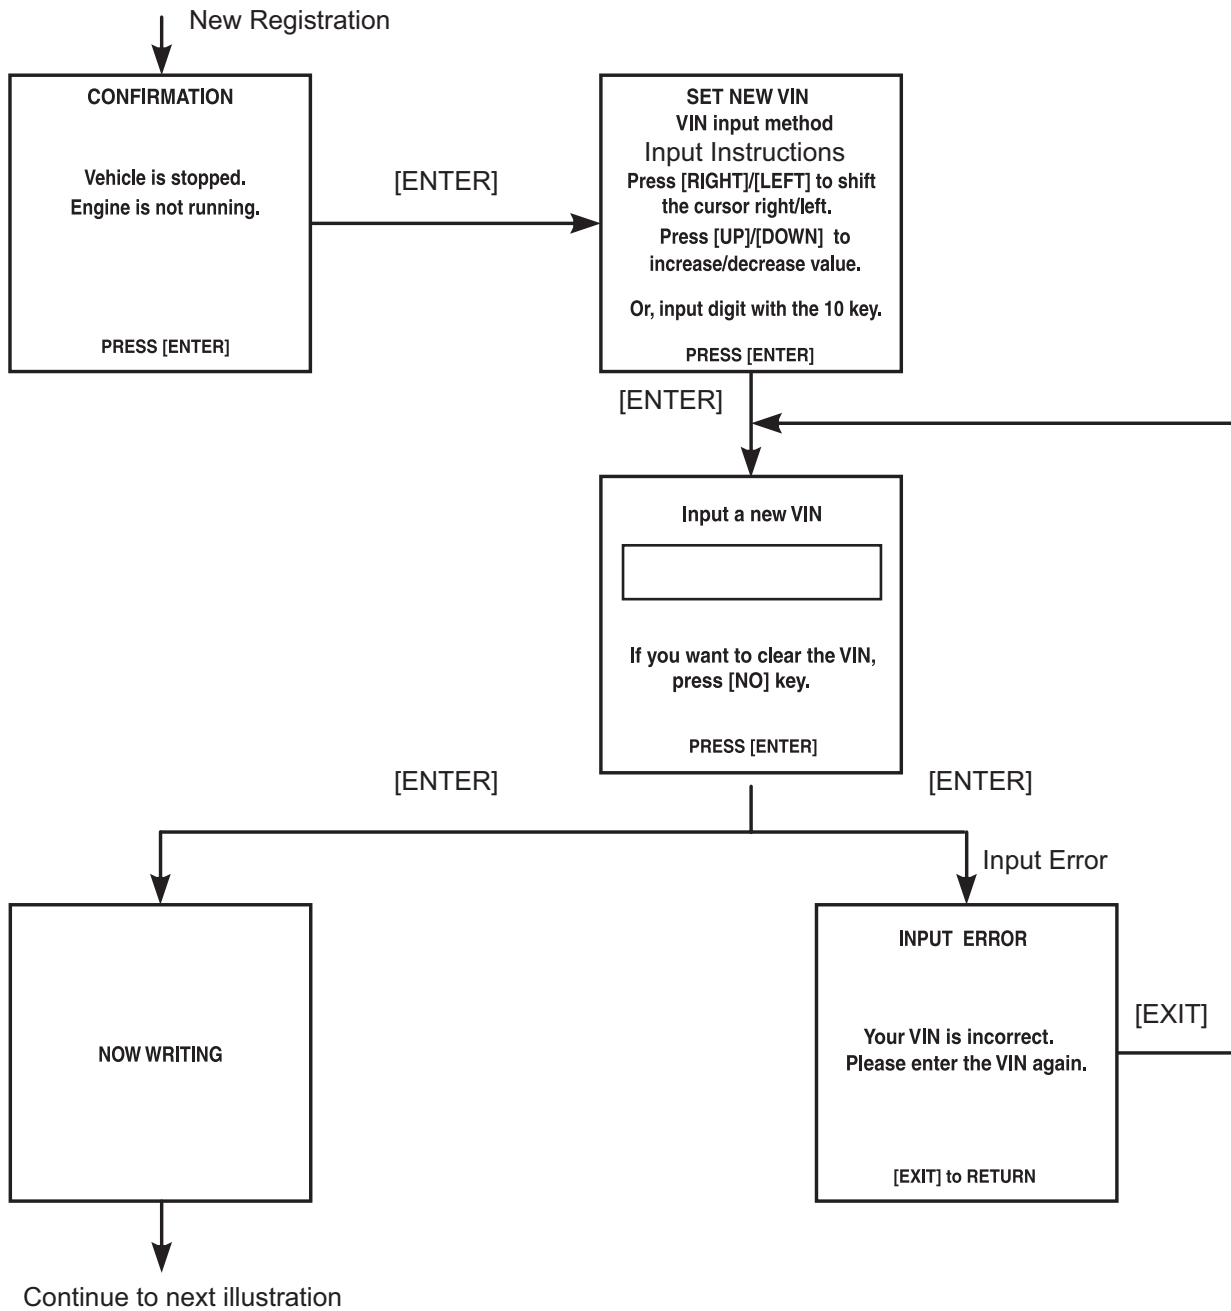 New Registration
CONFIRMATION
Vehicle is stopped.
Engine is not running.
PRESS [ENTER]
[ENTER]
SET NEW VIN
VIN input method
Input Instructions
Press [RIGHT]/[LEFT] to shift
the cursor right/left.
Press [UP]/[DOWN] to
increase/decrease value.
Or, input digit with the 10 key.
PRESS [ENTER]
[ENTER]
Input a new VIN
If you want to clear the VIN,
press [NO] key.
PRESS [ENTER]
[ENTER]
[ENTER]
Input Error
NOW WRITING
INPUT ERROR
Your VIN is incorrect.
Please enter the VIN again.
[EXIT] to RETURN
[EXIT]
Continue to next illustration